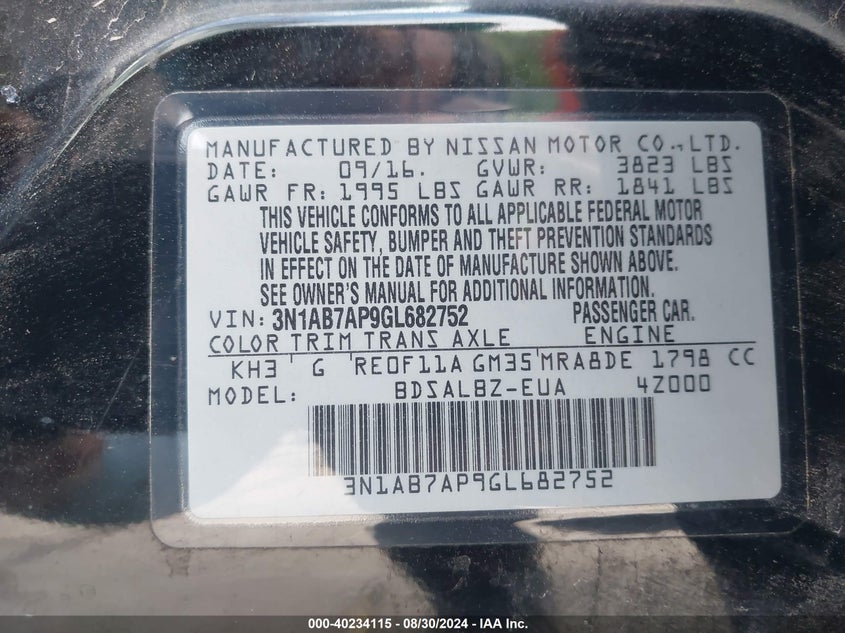 MANUFACTURED BY NISSAN MOTOR CO.,LTD.
DATE: 09/16. GVWR: 3823 LBS
GAWR FR: 1995 LBS GAWR RR: 1841 LBS
THIS VEHICLE CONFORMS TO ALL APPLICABLE FEDERAL MOTOR
VEHICLE SAFETY, BUMPER AND THEFT PREVENTION STANDARDS
IN EFFECT ON THE DATE OF MANUFACTURE SHOWN ABOVE.
SEE OWNER'S MANUAL FOR ADDITIONAL INFORMATION.
VIN: 3N1AB7AP9GL682752 PASSENGER CAR.
COLOR TRIM TRANS AXLE ENGINE
KH3 G RE0F11A GM35 MRA8DE 1798 CC
MODEL: BDSALBZ-EUA 4Z000
3N1AB7AP9GL682752
000-40234115 - 08/30/2024 - IAA Inc.